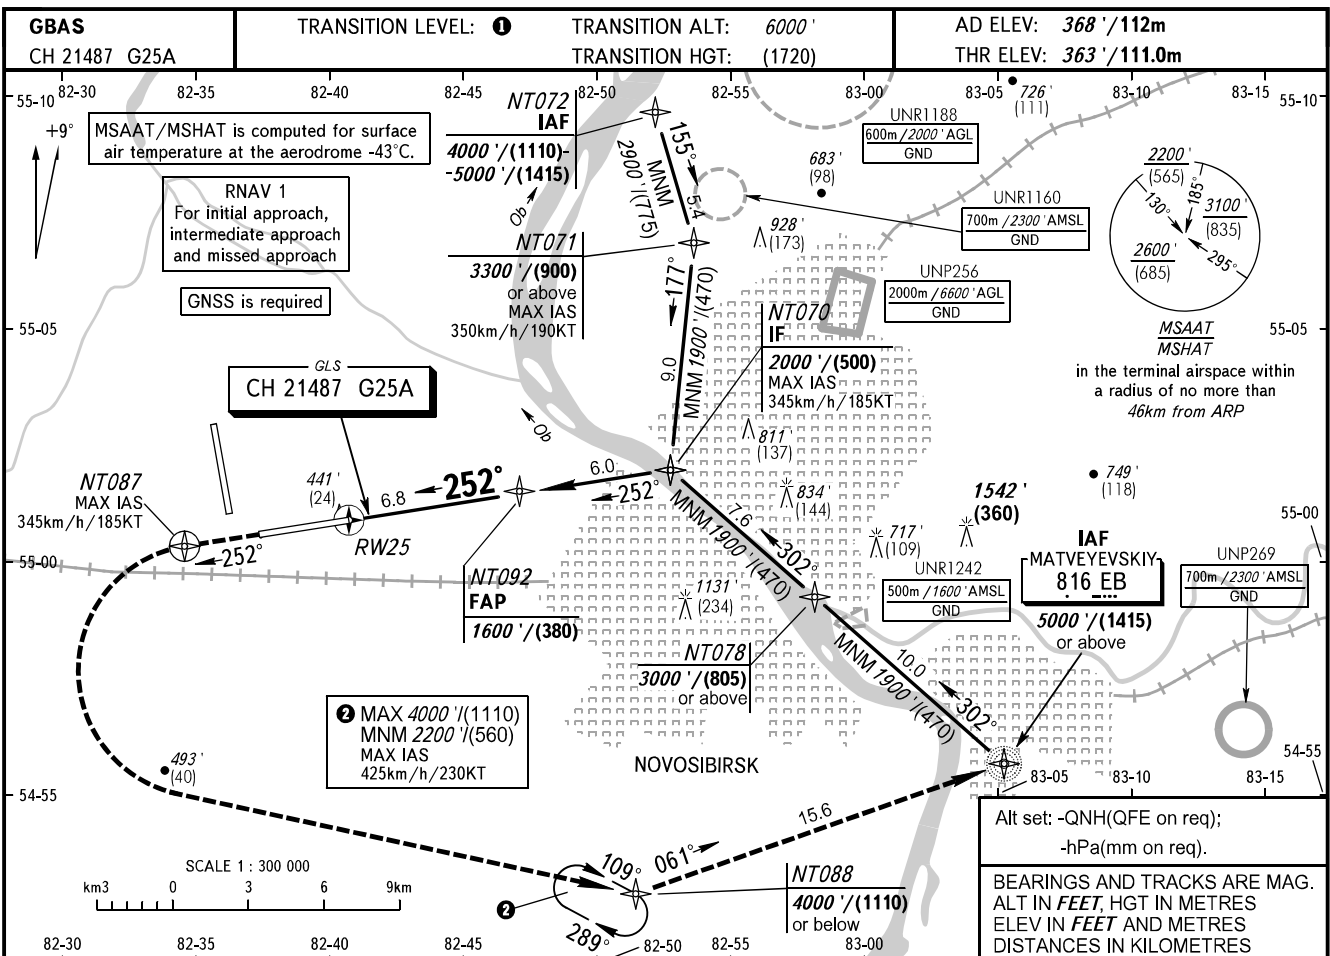 GBAS
CH 21487 G25A
TRANSITION LEVEL: ❶
TRANSITION ALT: 6000 '
TRANSITION HGT: (1720)
AD ELEV: 368 '/112m
THR ELEV: 363 '/111.0m
82-30 82-35 82-40 82-45 82-50 82-55 83-00 83-05 83-10 83-15
55-10
55-10
+9°
MSAAT/MSHAT is computed for surface
air temperature at the aerodrome -43°C.
RNAV 1
For initial approach,
intermediate approach
and missed approach
GNSS is required
NT072
IAF
4000 '/(1110)-
-5000 '/(1415)
Ob
155°
MNM
2900 '/(775)
5.4
726 '
(111)
UNR1188
600m/2000 'AGL
GND
683 '
(98)
UNR1160
700m/2300 'AMSL
GND
928 '
(173)
2200 '
(565)
130°
185°
3100 '
(835)
2600 '
(685)
295°
MSAAT
MSHAT
in the terminal airspace within
a radius of no more than
46km from ARP
NT071
3300 '/(900)
or above
MAX IAS
350km/h/190KT
177°
MNM 1900 '/(470)
9.0
UNP256
2000m/6600 'AGL
GND
55-05
55-05
NT070
IF
2000 '/(500)
MAX IAS
345km/h/185KT
GLS
CH 21487 G25A
Ob
811 '
(137)
834 '
(144)
749 '
(118)
1542 '
(360)
717 '
(109)
NT087
MAX IAS
345km/h/185KT
441 '
(24)
6.8
252°
6.0
252°
RW25
252°
MNM 1900 '/(470)
7.6
302°
55-00
55-00
IAF
MATVEYEVSKIY
816 EB
5000 '/(1415)
or above
UNR1242
500m/1600 'AMSL
GND
UNP269
700m/2300 'AMSL
GND
NT092
FAP
1600 '/(380)
1131 '
(234)
NT078
3000 '/(805)
or above
10.0
MNM 1900 '/(470)
302°
❷ MAX 4000 '/(1110)
MNM 2200 '/(560)
MAX IAS
425km/h/230KT
493 '
(40)
NOVOSIBIRSK
54-55
54-55
83-05 83-10 83-15
15.6
Alt set: -QNH(QFE on req);
-hPa(mm on req).
SCALE 1 : 300 000
km3 0 3 6 9km
109°
061°
289°
❷
NT088
4000 '/(1110)
or below
BEARINGS AND TRACKS ARE MAG.
ALT IN FEET, HGT IN METRES
ELEV IN FEET AND METRES
DISTANCES IN KILOMETRES
82-30 82-35 82-40 82-45 82-50 82-55 83-00